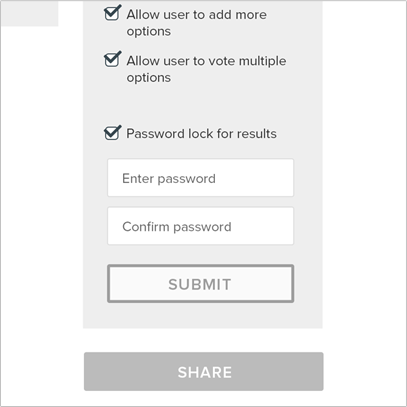 Allow user to add more
options
Allow user to vote multiple
options
Password lock for results
Enter password
Confirm password
SUBMIT
SHARE